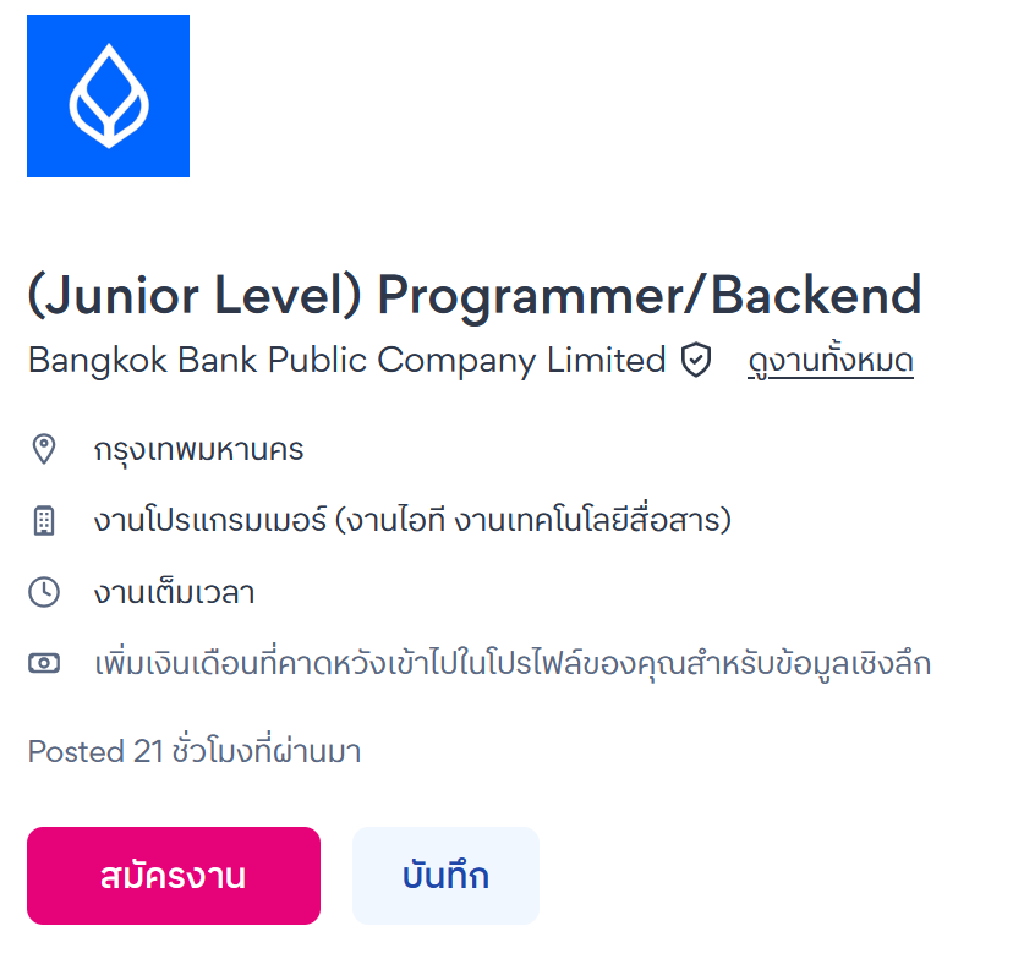 (Junior Level) Programmer/Backend
Bangkok Bank Public Company Limited ดูงานทั้งหมด
กรุงเทพมหานคร
งานโปรแกรมเมอร์ (งานไอที งานเทคโนโลยีสื่อสาร)
งานเต็มเวลา
เพิ่มเงินเดือนที่คาดหวังเข้าไปในโปรไฟล์ของคุณสำหรับข้อมูลเชิงลึก
Posted 21 ชั่วโมงที่ผ่านมา
สมัครงาน บันทึก